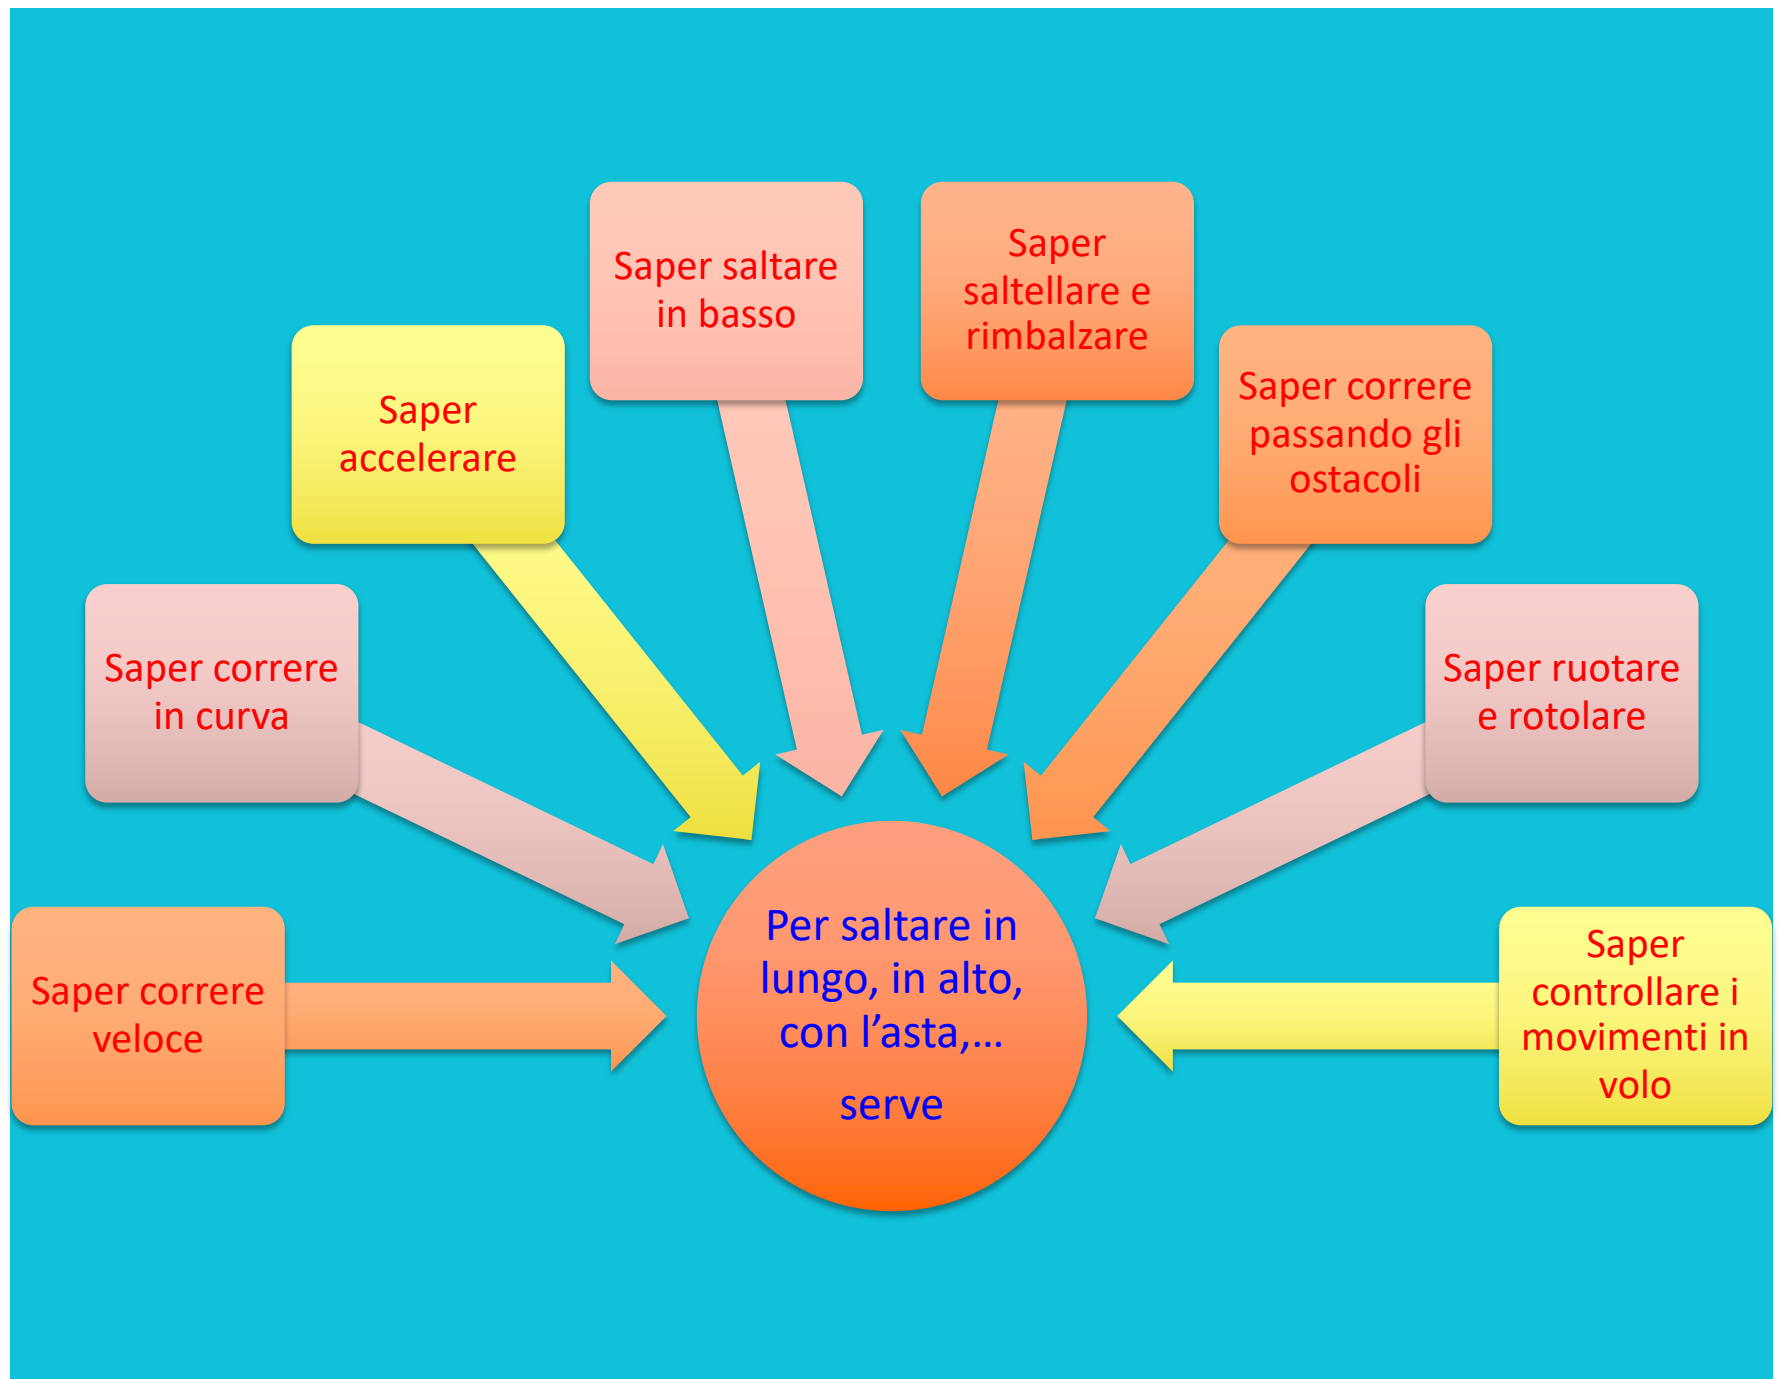 Saper correre
veloce
Saper correre
in curva
Saper
accelerare
Saper saltare
in basso
Saper
saltellare e
rimbalzare
Saper correre
passando gli
ostacoli
Saper ruotare
e rotolare
Saper
controllare i
movimenti in
volo
Per saltare in
lungo, in alto,
con l’asta,...
serve